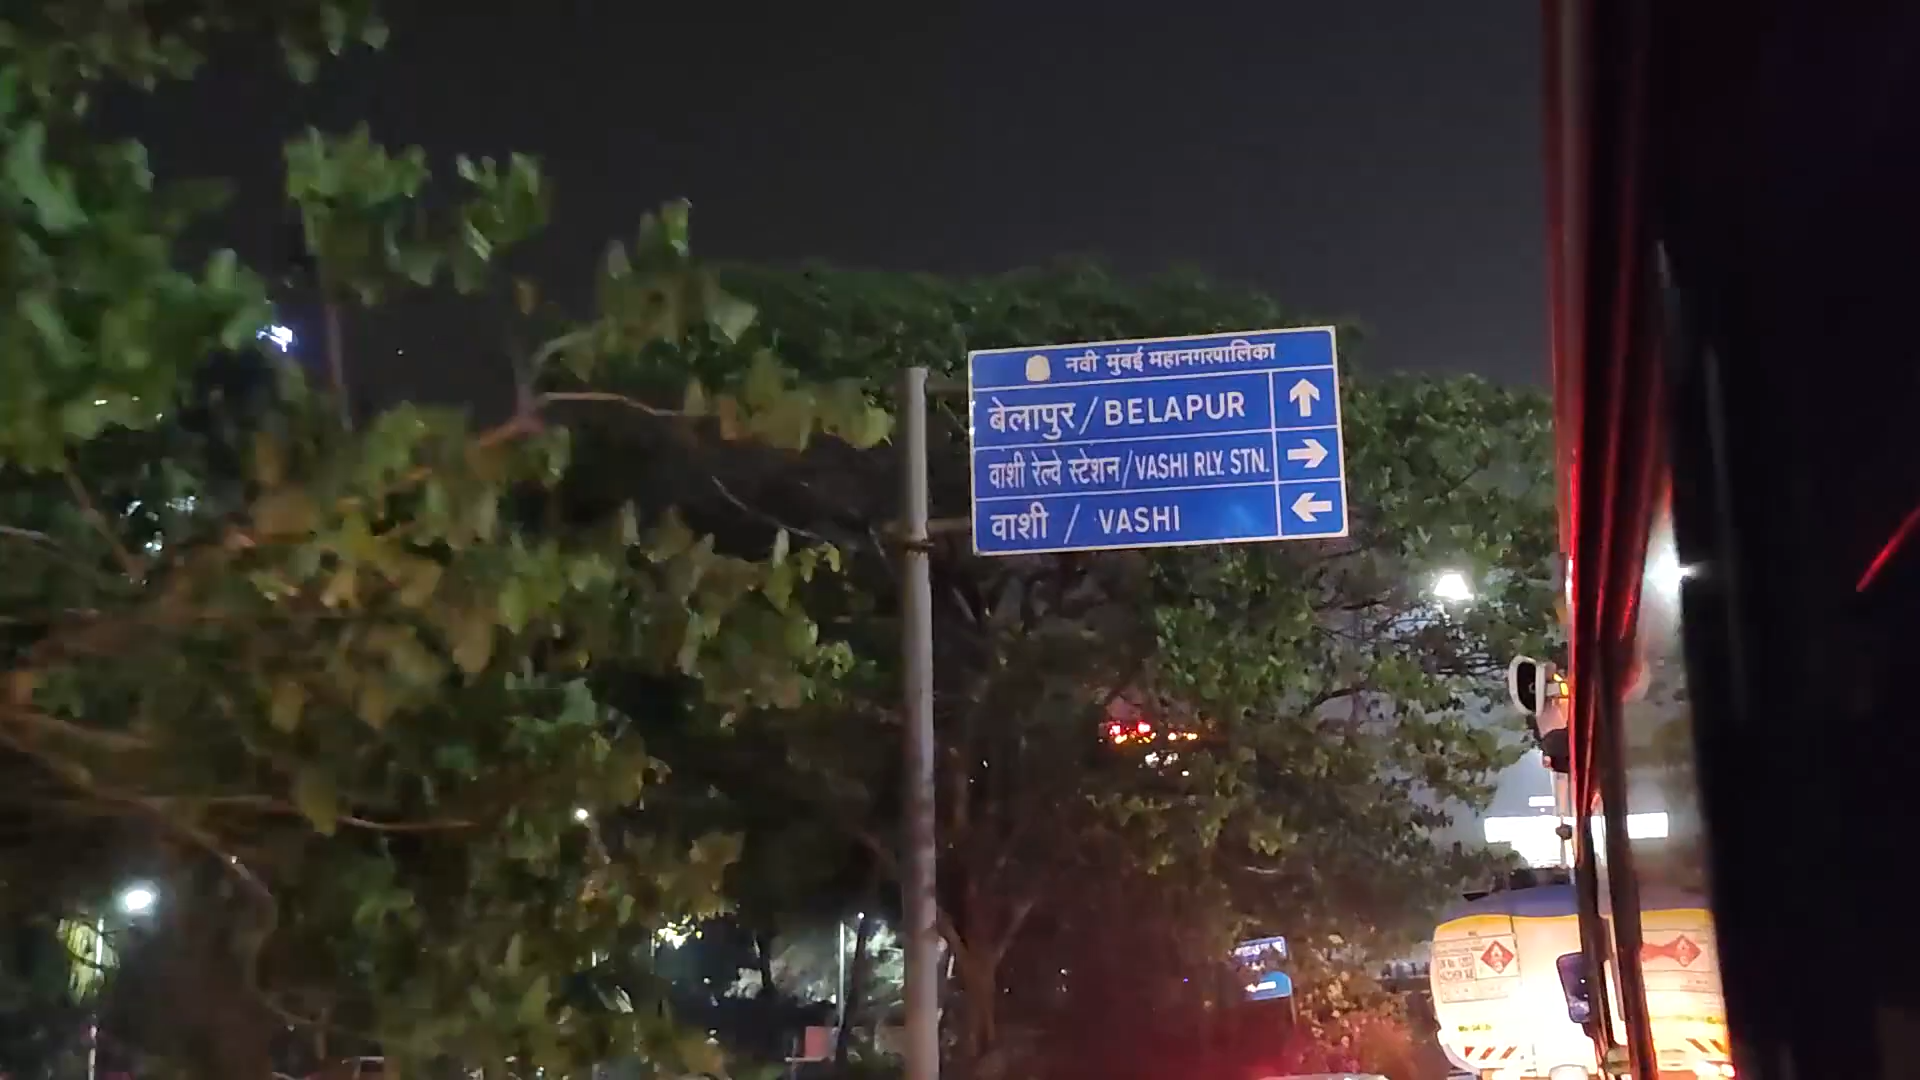 नवी मुंबई महानगरपालिका
बेलापुर / BELAPUR
वाशी रेल्वे स्टेशन / VASHI RLY. STN.
वाशी / VASHI